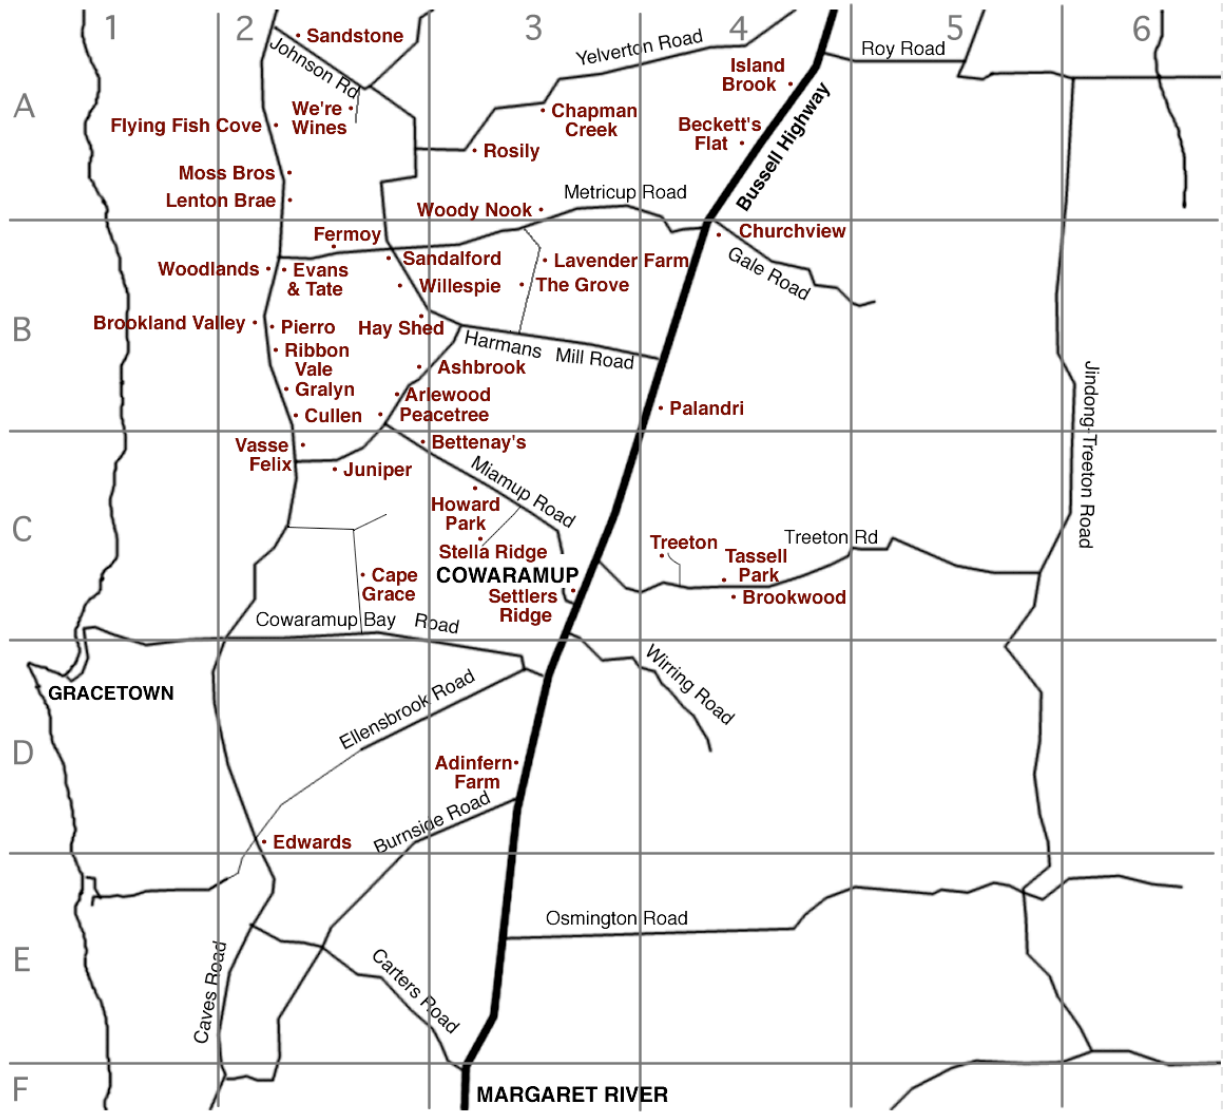 1
2
3
4
5
6
A
Sandstone
Johnson Rd
Yelverton Road
Roy Road
Island
Brook
We're
Wines
Flying Fish Cove
Chapman
Creek
Beckett's
Flat
Bussell Highway
Rosily
Moss Bros
Lenton Brae
Metricup Road
Woody Nook
B
Fermoy
Churchview
Gale Road
Sandalford
Lavender Farm
Woodlands
Evans
& Tate
Willespie
The Grove
Brookland Valley
Pierro
Hay Shed
Harmans Mill Road
Ribbon
Vale
Ashbrook
Gralyn
Arlewood
Cullen
Peacetree
Palandri
Jindong-Treeton Road
C
Vasse
Felix
Bettenay's
Juniper
Miamup Road
Howard
Park
Stella Ridge
Treeton
Treeton Rd
Tassell
Park
COWARAMUP
Cape
Grace
Settlers
Ridge
Brookwood
Cowaramup Bay Road
D
GRACETOWN
Wirring Road
Ellensbrook Road
Adinfern
Farm
Burnside Road
Edwards
E
Osmington Road
Caves Road
Carters Road
F
MARGARET RIVER